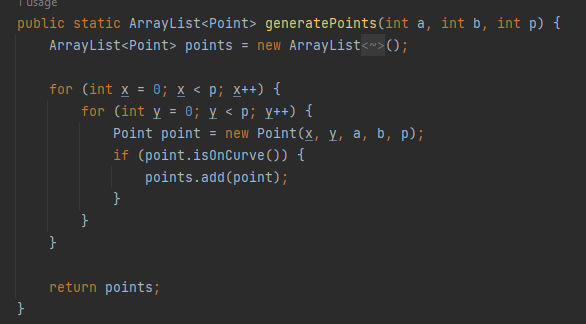 1 usage
public static ArrayList<Point> generatePoints(int a, int b, int p) {
    ArrayList<Point> points = new ArrayList<~>();

    for (int x = 0; x < p; x++) {
        for (int y = 0; y < p; y++) {
            Point point = new Point(x, y, a, b, p);
            if (point.isOnCurve()) {
                points.add(point);
            }
        }
    }

    return points;
}